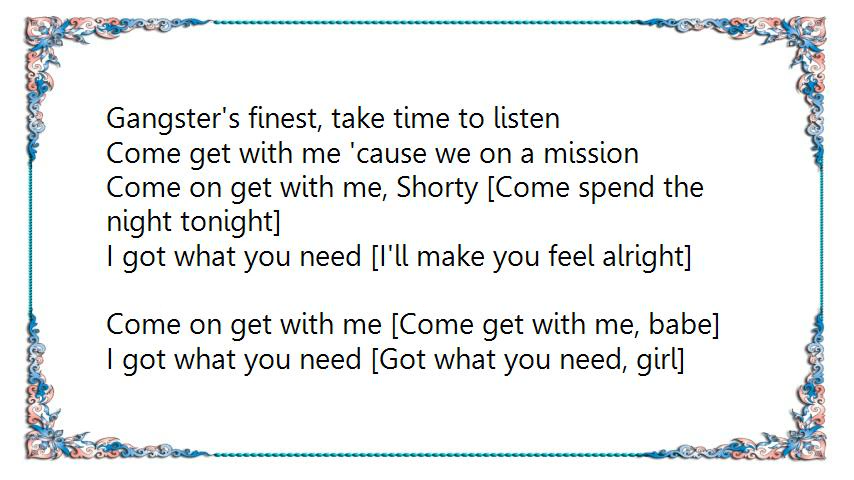 Gangster's finest, take time to listen
Come get with me 'cause we on a mission
Come on get with me, Shorty [Come spend the
night tonight]
I got what you need [I'll make you feel alright]
Come on get with me [Come get with me, babe]
I got what you need [Got what you need, girl]